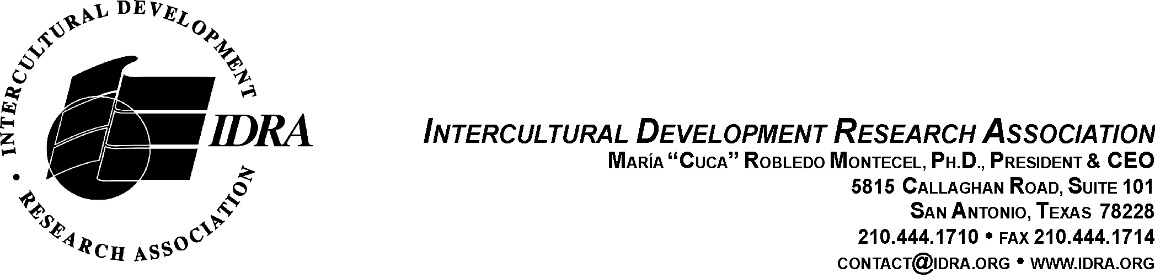 INTERCULTURAL DEVELOPMENT
RESEARCH ASSOCIATION
IDRA
INTERCULTURAL DEVELOPMENT RESEARCH ASSOCIATION
MARÍA “CUCA” ROBLEDO MONTECEL, PH.D., PRESIDENT & CEO
5815 CALLAGHAN ROAD, SUITE 101
SAN ANTONIO, TEXAS 78228
210.444.1710 • FAX 210.444.1714
CONTACT@IDRA.ORG • WWW.IDRA.ORG